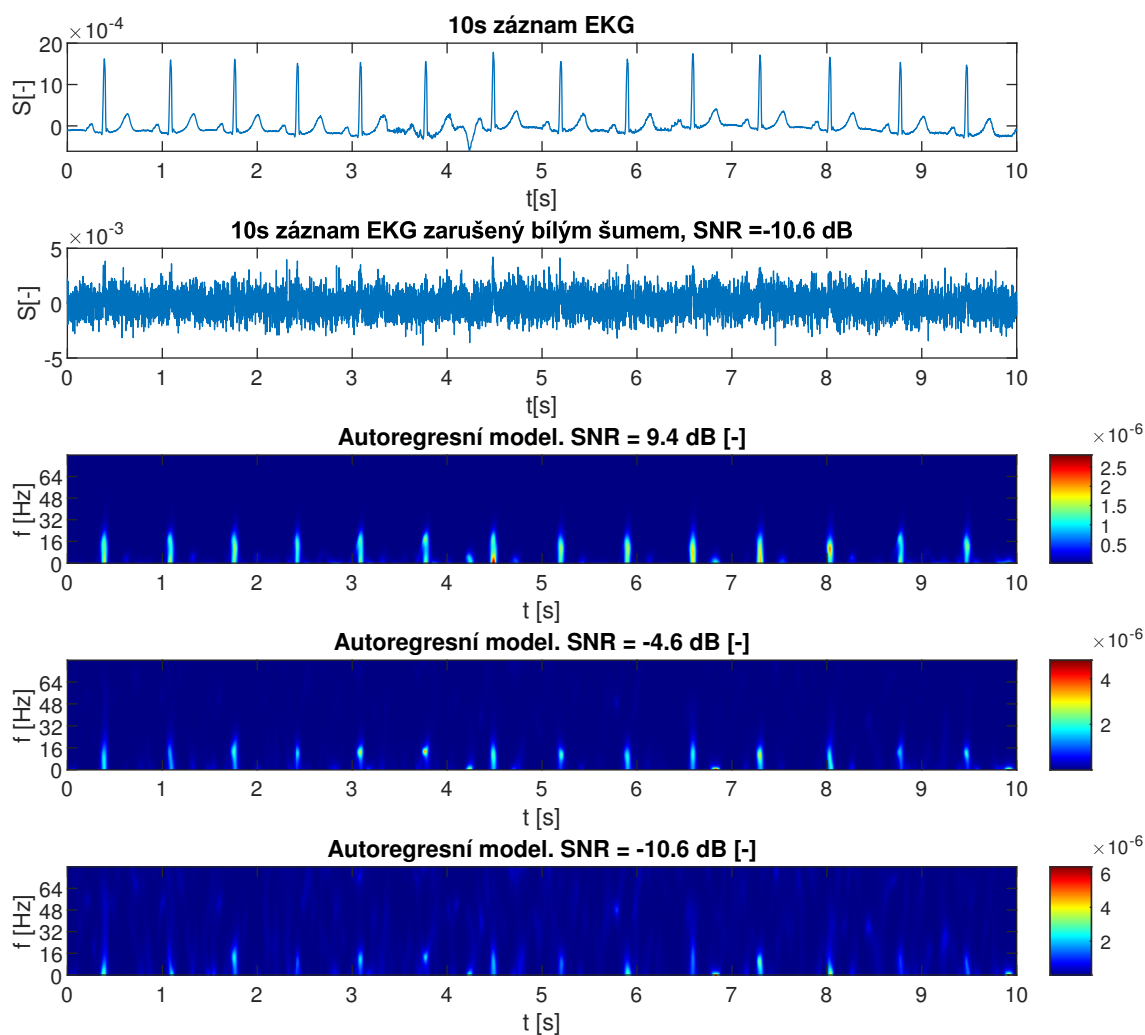 10s záznam EKG
×10⁻⁴
20
10
0
S[-]
0 1 2 3 4 5 6 7 8 9 10
t[s]
10s záznam EKG zarušený bílým šumem, SNR =-10.6 dB
×10⁻³
5
0
-5
S[-]
0 1 2 3 4 5 6 7 8 9 10
t[s]
Autoregresní model. SNR = 9.4 dB [-]
×10⁻⁶
64
48
32
16
0
f [Hz]
2.5
2
1.5
1
0.5
0 1 2 3 4 5 6 7 8 9 10
t [s]
Autoregresní model. SNR = -4.6 dB [-]
×10⁻⁶
64
48
32
16
0
f [Hz]
4
2
0 1 2 3 4 5 6 7 8 9 10
t [s]
Autoregresní model. SNR = -10.6 dB [-]
×10⁻⁶
64
48
32
16
0
f [Hz]
6
4
2
0 1 2 3 4 5 6 7 8 9 10
t [s]